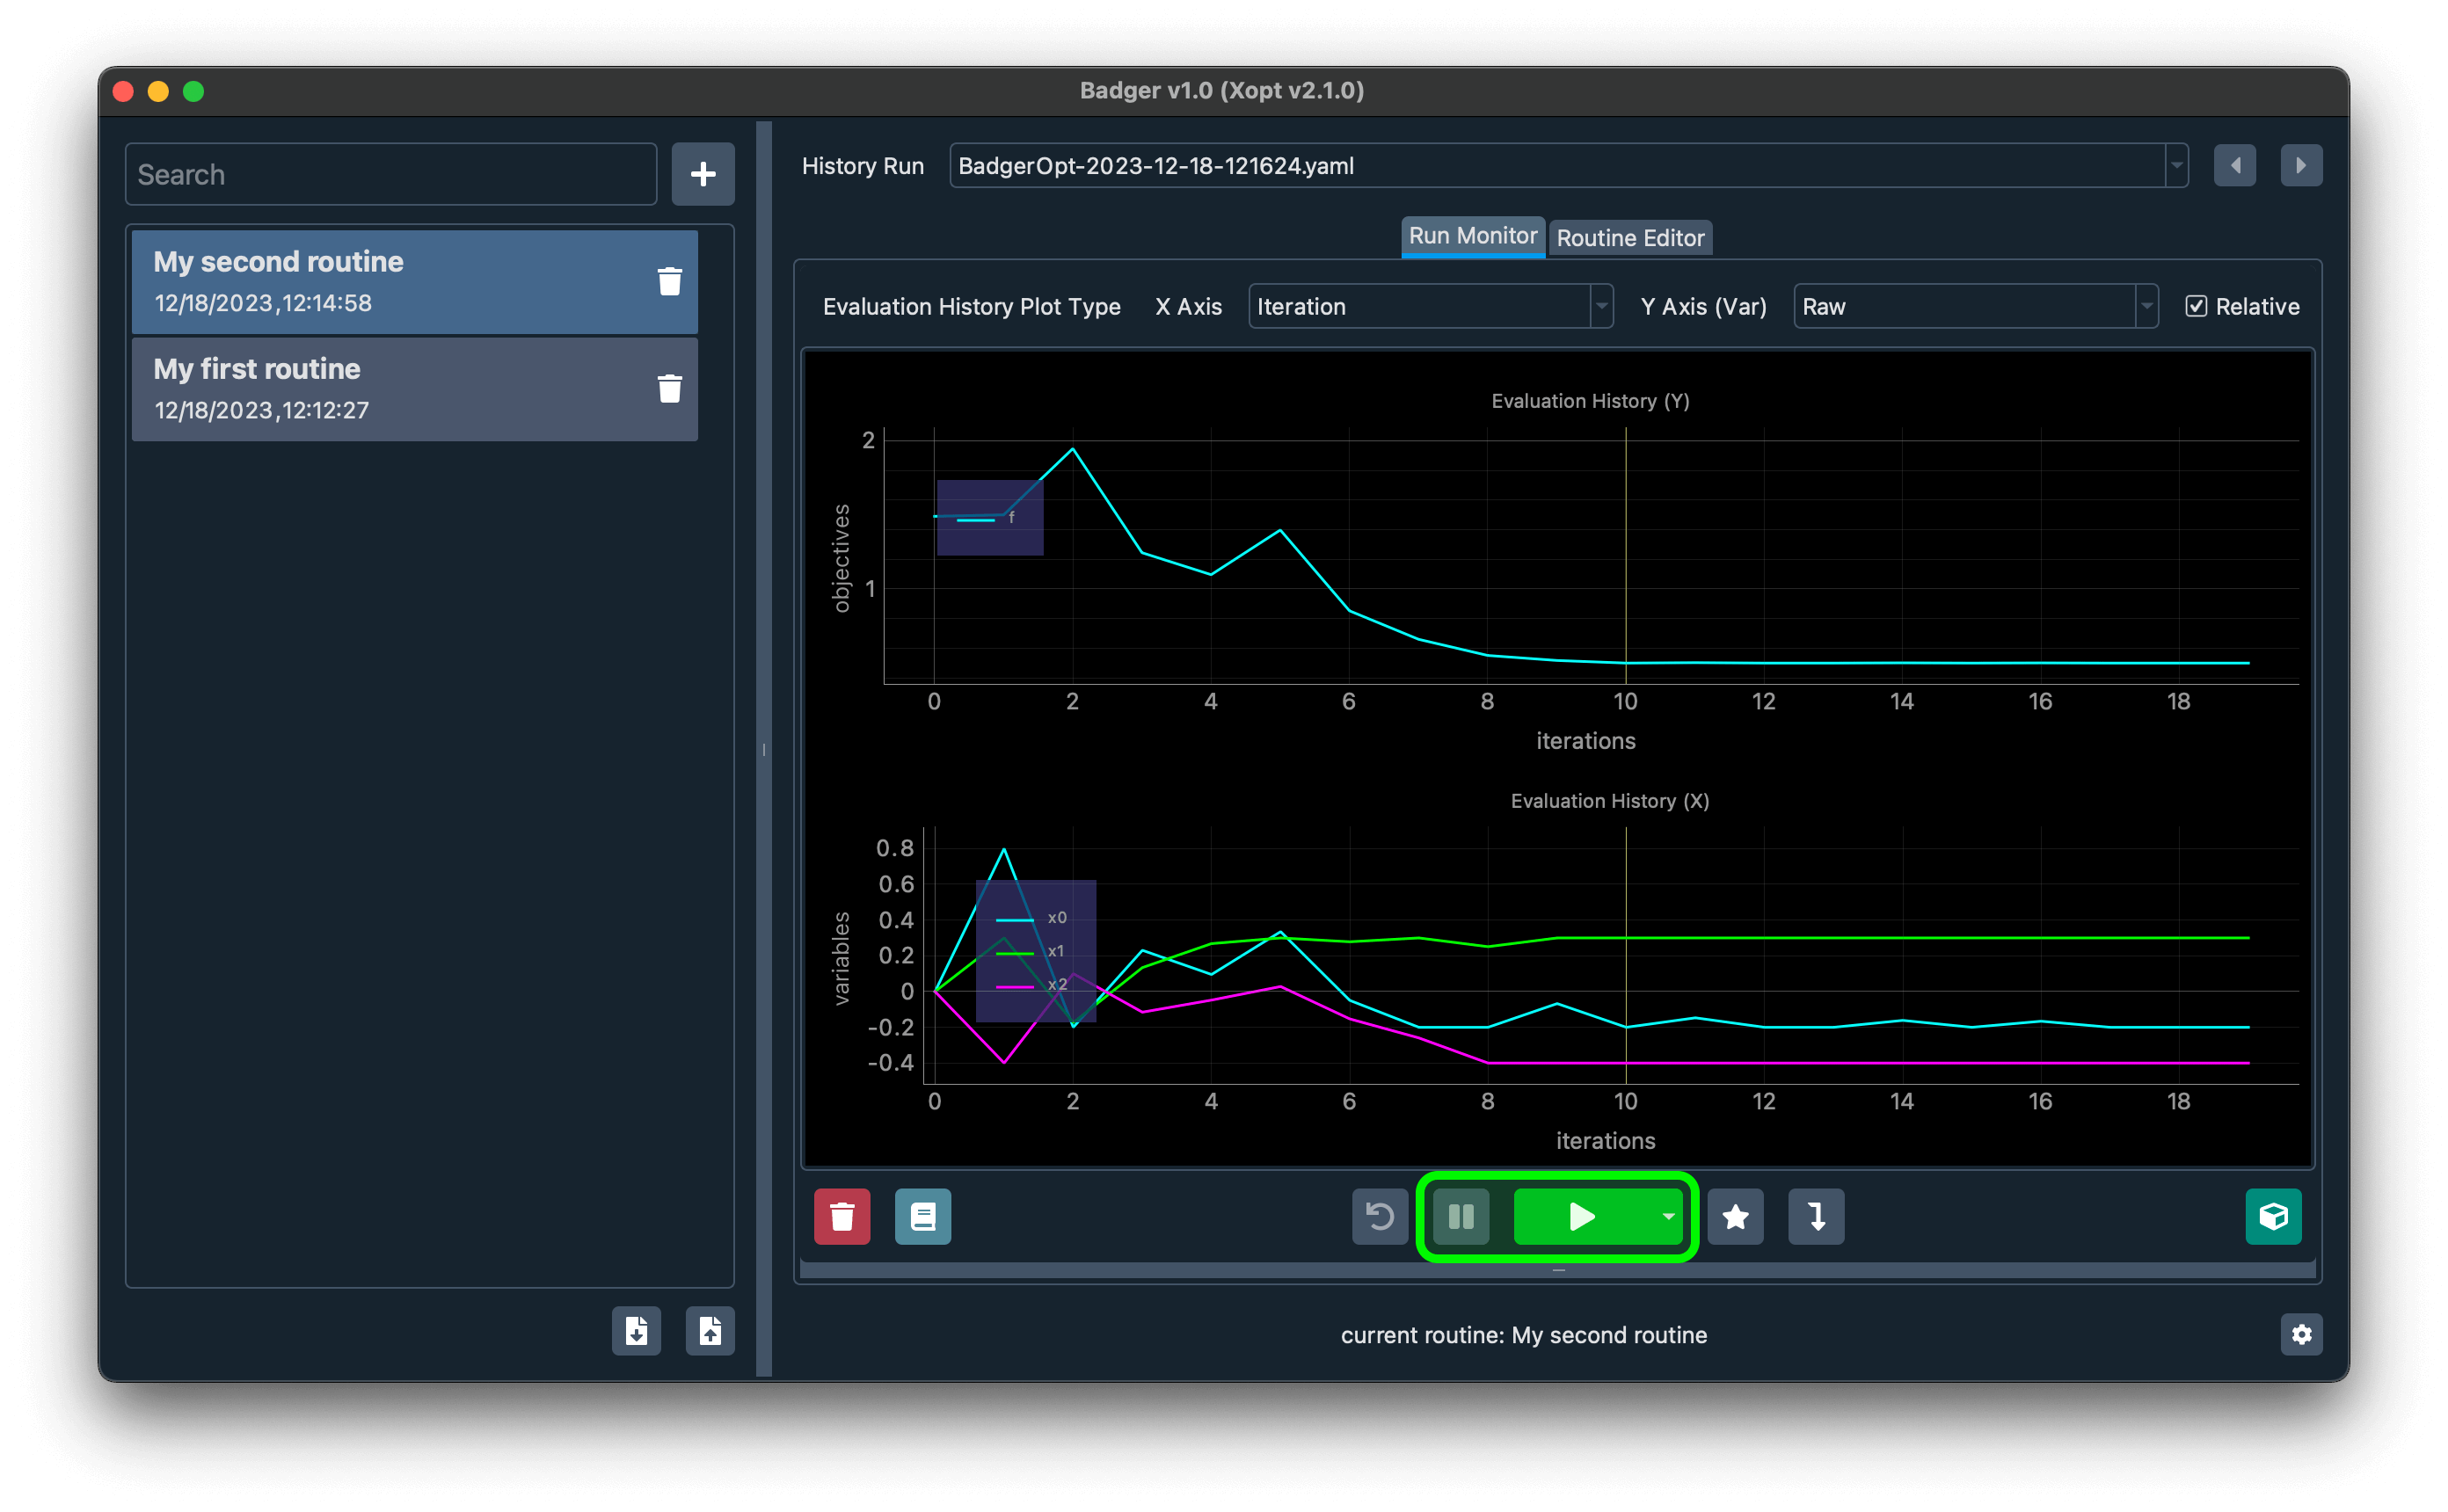 Badger v1.0 (Xopt v2.1.0)
Search
My second routine
12/18/2023,12:14:58
My first routine
12/18/2023,12:12:27
History Run
BadgerOpt-2023-12-18-121624.yaml
Run Monitor
Routine Editor
Evaluation History Plot Type
X Axis
Iteration
Y Axis (Var)
Raw
Relative
Evaluation History (Y)
objectives
2
1
f
0 2 4 6 8 10 12 14 16 18
iterations
Evaluation History (X)
variables
0.8
0.6
0.4
0.2
0
-0.2
-0.4
x0
x1
x2
0 2 4 6 8 10 12 14 16 18
iterations
current routine: My second routine